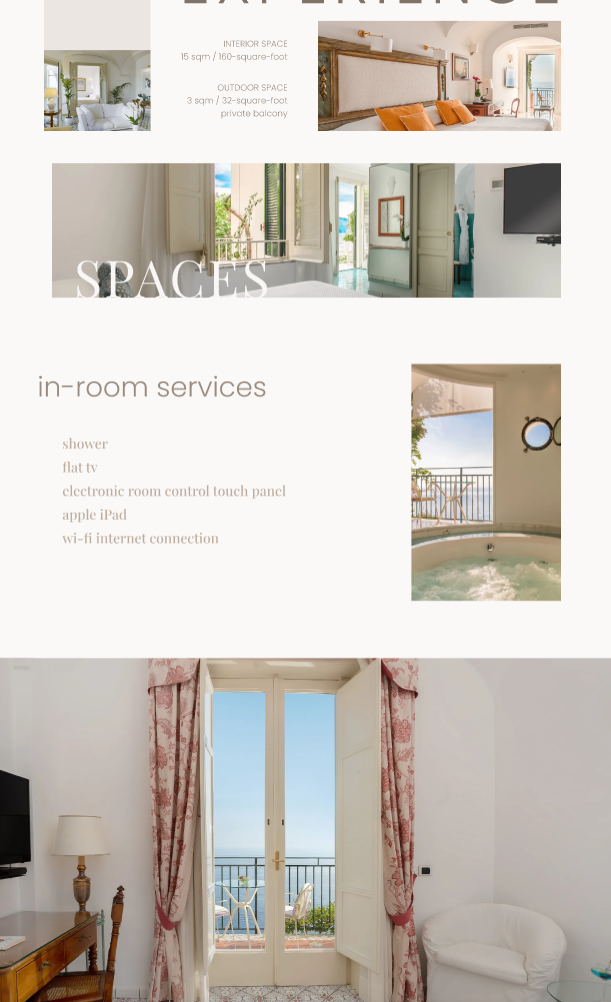 EXPERIENCE
INTERIOR SPACE
15 sqm / 160-square-foot
OUTDOOR SPACE
3 sqm / 32-square-foot
private balcony
SPACES
in-room services
shower
flat tv
electronic room control touch panel
apple iPad
wi-fi internet connection